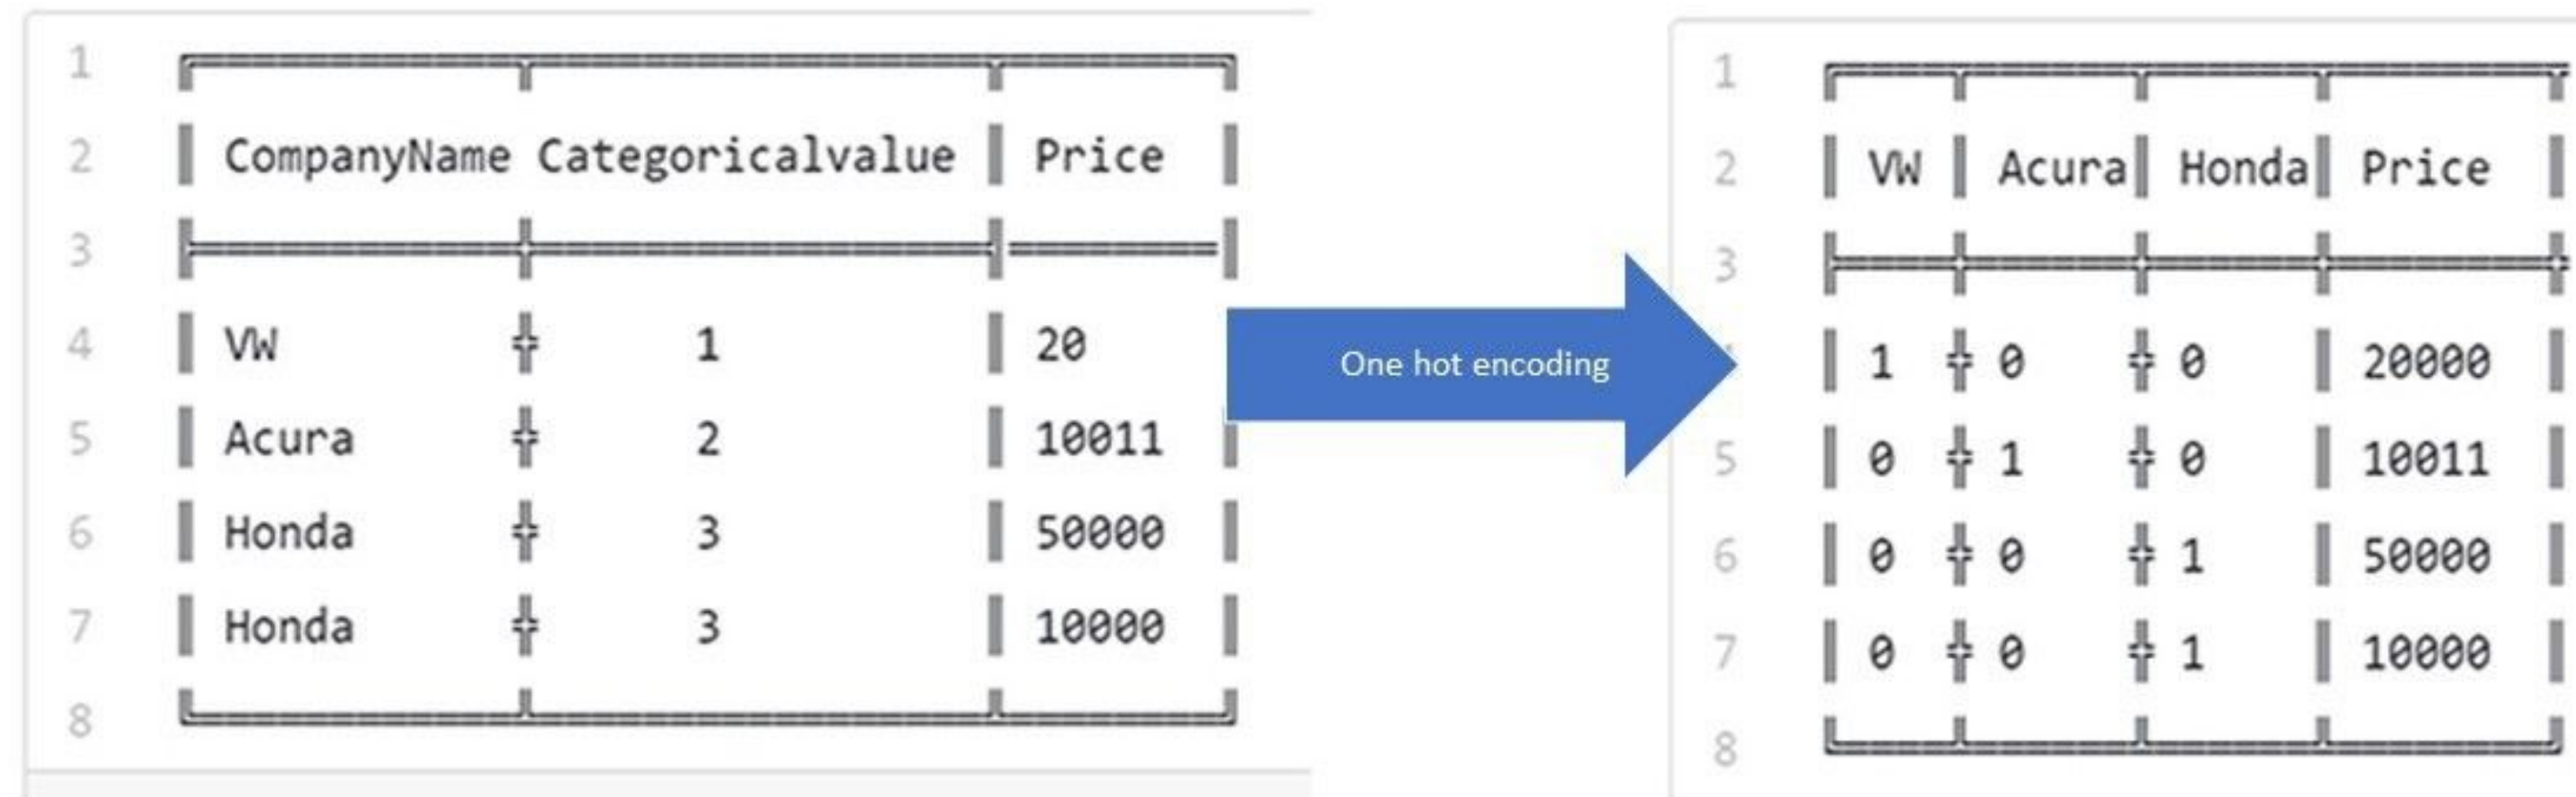 1
2 CompanyName Categoricalvalue Price
3
4 VW 1 20
5 Acura 2 10011
6 Honda 3 50000
7 Honda 3 10000
8
One hot encoding
1
2 VW Acura Honda Price
3
1 0 0 20000
5 0 1 0 10011
6 0 0 1 50000
7 0 0 1 10000
8